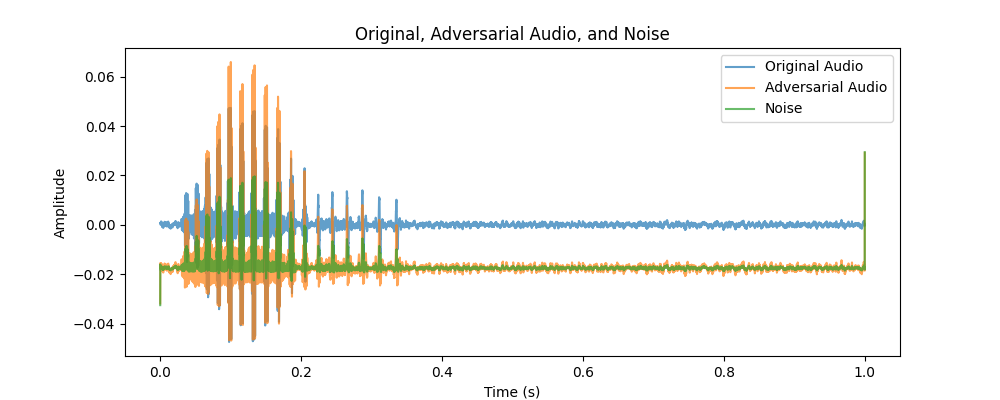 Original, Adversarial Audio, and Noise
Original Audio
Adversarial Audio
Noise
Amplitude
0.06
0.04
0.02
0.00
−0.02
−0.04
0.0 0.2 0.4 0.6 0.8 1.0
Time (s)